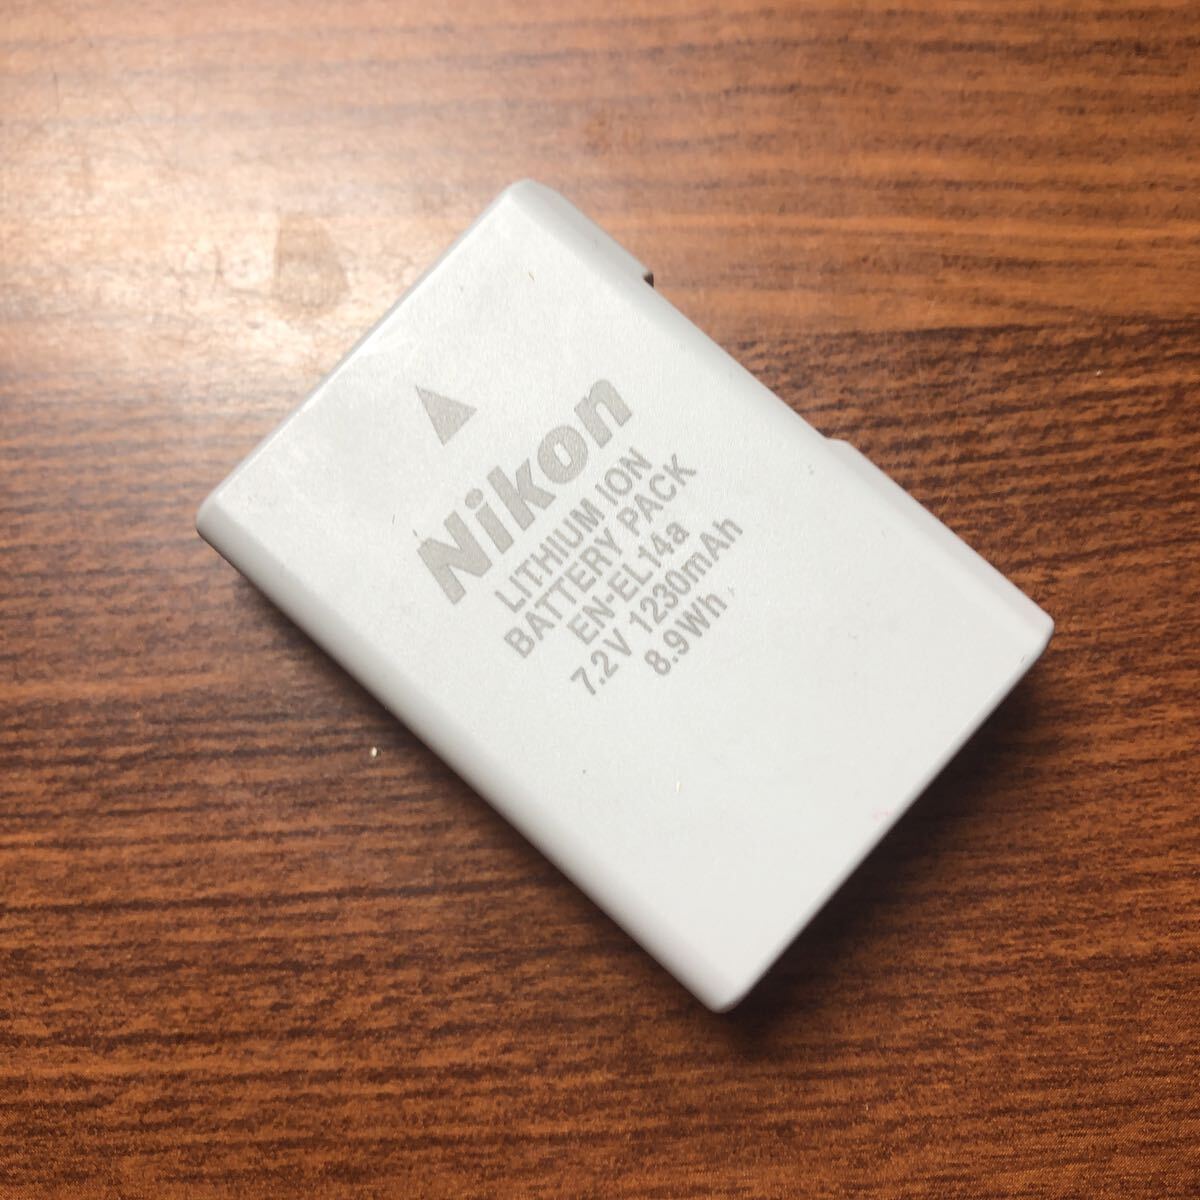 Nikon
LITHIUM ION
BATTERY PACK
EN-EL14a
7.2V 1230mAh
8.9Wh